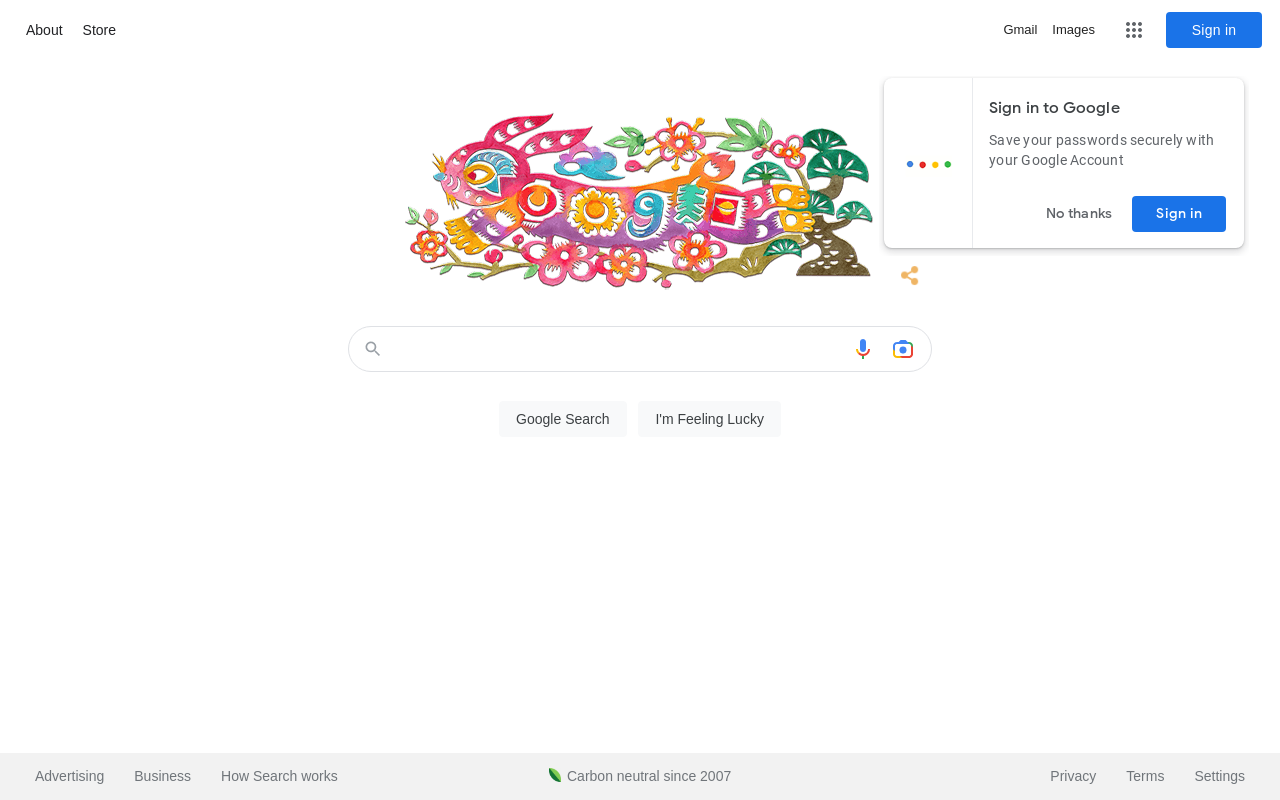 About Store
Gmail Images Sign in
Sign in to Google
Save your passwords securely with
your Google Account
No thanks Sign in
Google Search I'm Feeling Lucky
Advertising Business How Search works
Carbon neutral since 2007
Privacy Terms Settings